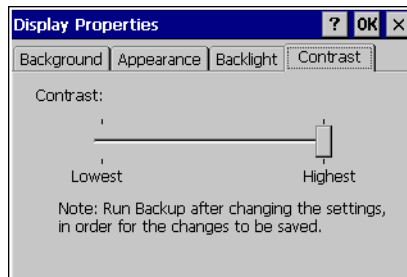 Display Properties ? OK ×
Background Appearance Backlight Contrast
Contrast:
Lowest Highest
Note: Run Backup after changing the settings,
in order for the changes to be saved.